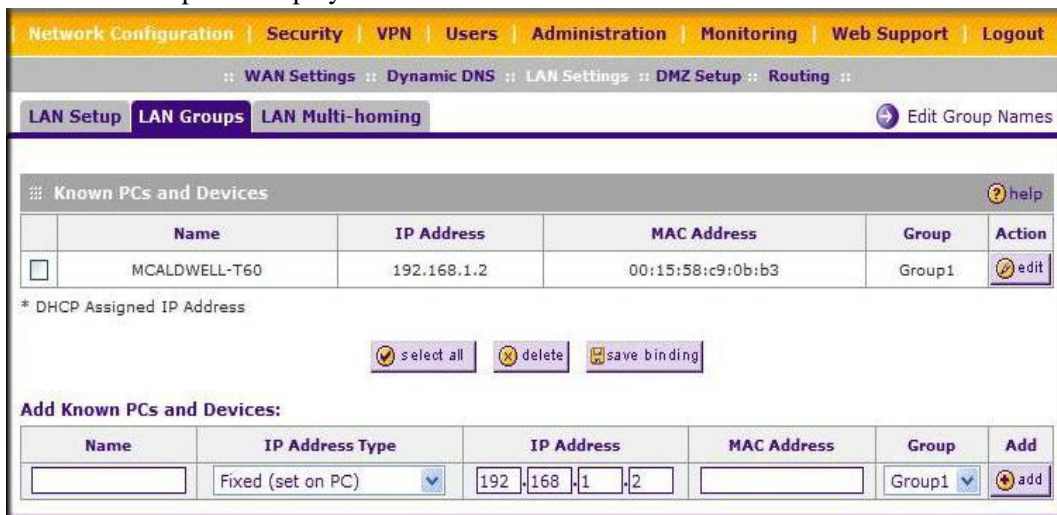 Network Configuration | Security | VPN | Users | Administration | Monitoring | Web Support | Logout
:: WAN Settings :: Dynamic DNS :: LAN Settings :: DMZ Setup :: Routing ::
LAN Setup LAN Groups LAN Multi-homing Edit Group Names
Known PCs and Devices help
Name IP Address MAC Address Group Action
MCALDWELL-T60 192.168.1.2 00:15:58:c9:0b:b3 Group1 edit
* DHCP Assigned IP Address
select all delete save binding
Add Known PCs and Devices:
Name IP Address Type IP Address MAC Address Group Add
Fixed (set on PC) 192 .168 .1 .2 Group1 add